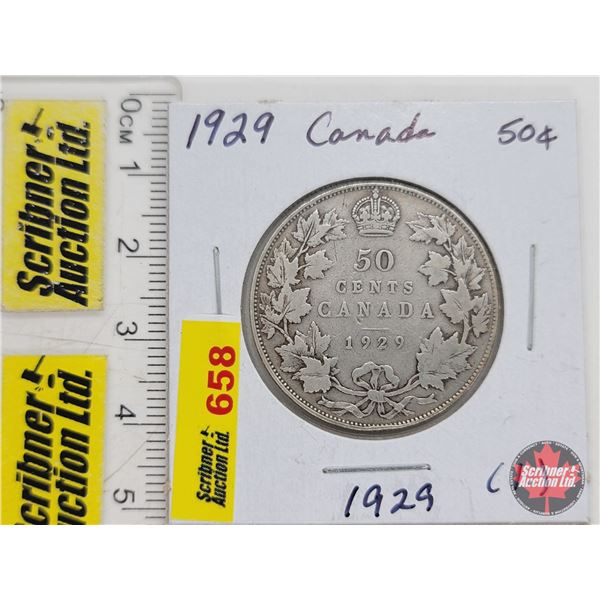 1929 Canada 50¢
50
CENTS
CANADA
1929
1929
658
Scribner
Auction Ltd.
Scribner
Auction Ltd.
Scribner
Auction Ltd.
0CM
1
2
3
4
5
Scribner
Auction Ltd.